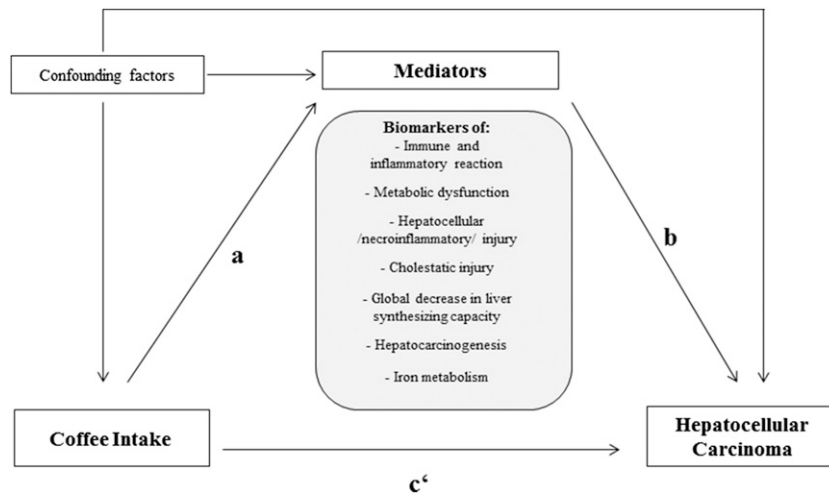 Confounding factors
Mediators
Biomarkers of:
- Immune and
inflammatory reaction
- Metabolic dysfunction
- Hepatocellular
/necroinflammatory/ injury
- Cholestatic injury
- Global decrease in liver
synthesizing capacity
- Hepatocarcinogenesis
- Iron metabolism
a
b
Coffee Intake
Hepatocellular
Carcinoma
c‘